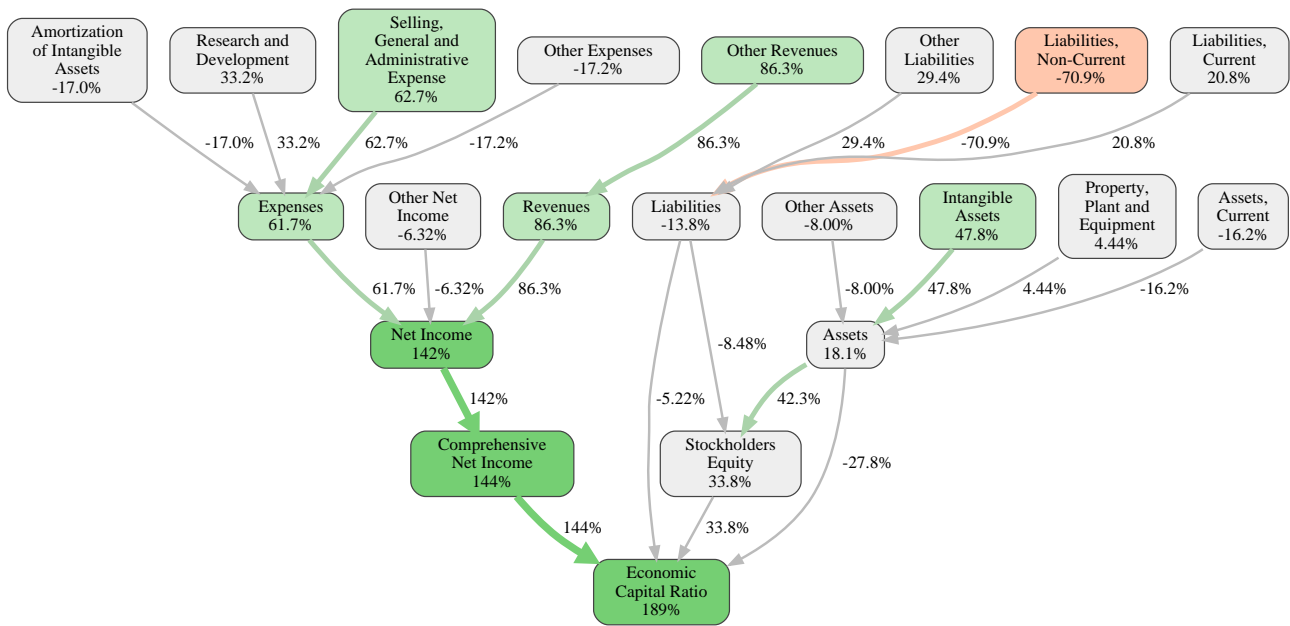 Amortization
of Intangible
Assets
-17.0%
Research and
Development
33.2%
Selling,
General and
Administrative
Expense
62.7%
Other Expenses
-17.2%
Other Revenues
86.3%
Other
Liabilities
29.4%
Liabilities,
Non-Current
-70.9%
Liabilities,
Current
20.8%
-17.0%
33.2%
62.7%
-17.2%
86.3%
29.4%
-70.9%
20.8%
Expenses
61.7%
Other Net
Income
-6.32%
Revenues
86.3%
Liabilities
-13.8%
Other Assets
-8.00%
Intangible
Assets
47.8%
Property,
Plant and
Equipment
4.44%
Assets,
Current
-16.2%
61.7%
-6.32%
86.3%
-8.00%
47.8%
4.44%
-16.2%
Net Income
142%
-8.48%
Assets
18.1%
142%
-5.22%
42.3%
Comprehensive
Net Income
144%
Stockholders
Equity
33.8%
-27.8%
144%
33.8%
Economic
Capital Ratio
189%